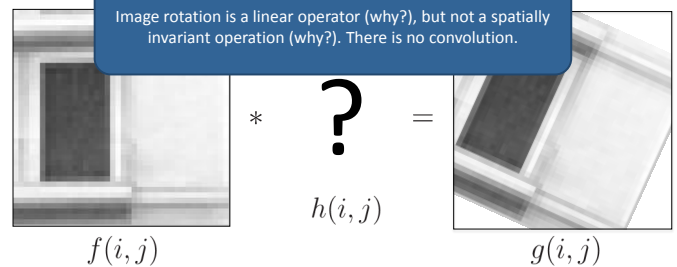 Image rotation is a linear operator (why?), but not a spatially
invariant operation (why?). There is no convolution.
* ? =
h(i, j)
f(i, j) g(i, j)